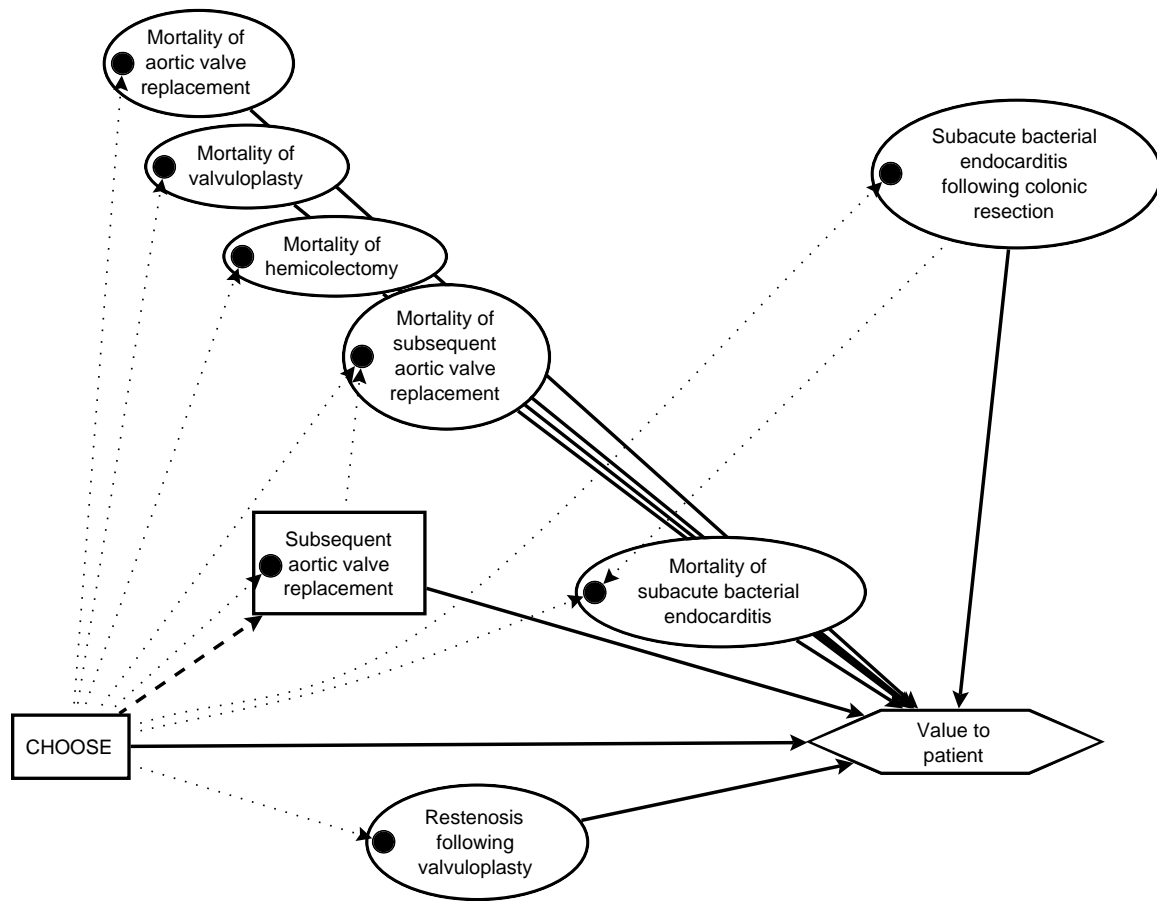 Mortality of
aortic valve
replacement
Mortality of
valvuloplasty
Subacute bacterial
endocarditis
following colonic
resection
Mortality of
hemicolectomy
Mortality of
subsequent
aortic valve
replacement
Subsequent
aortic valve
replacement
Mortality of
subacute bacterial
endocarditis
CHOOSE
Value to
patient
Restenosis
following
valvuloplasty